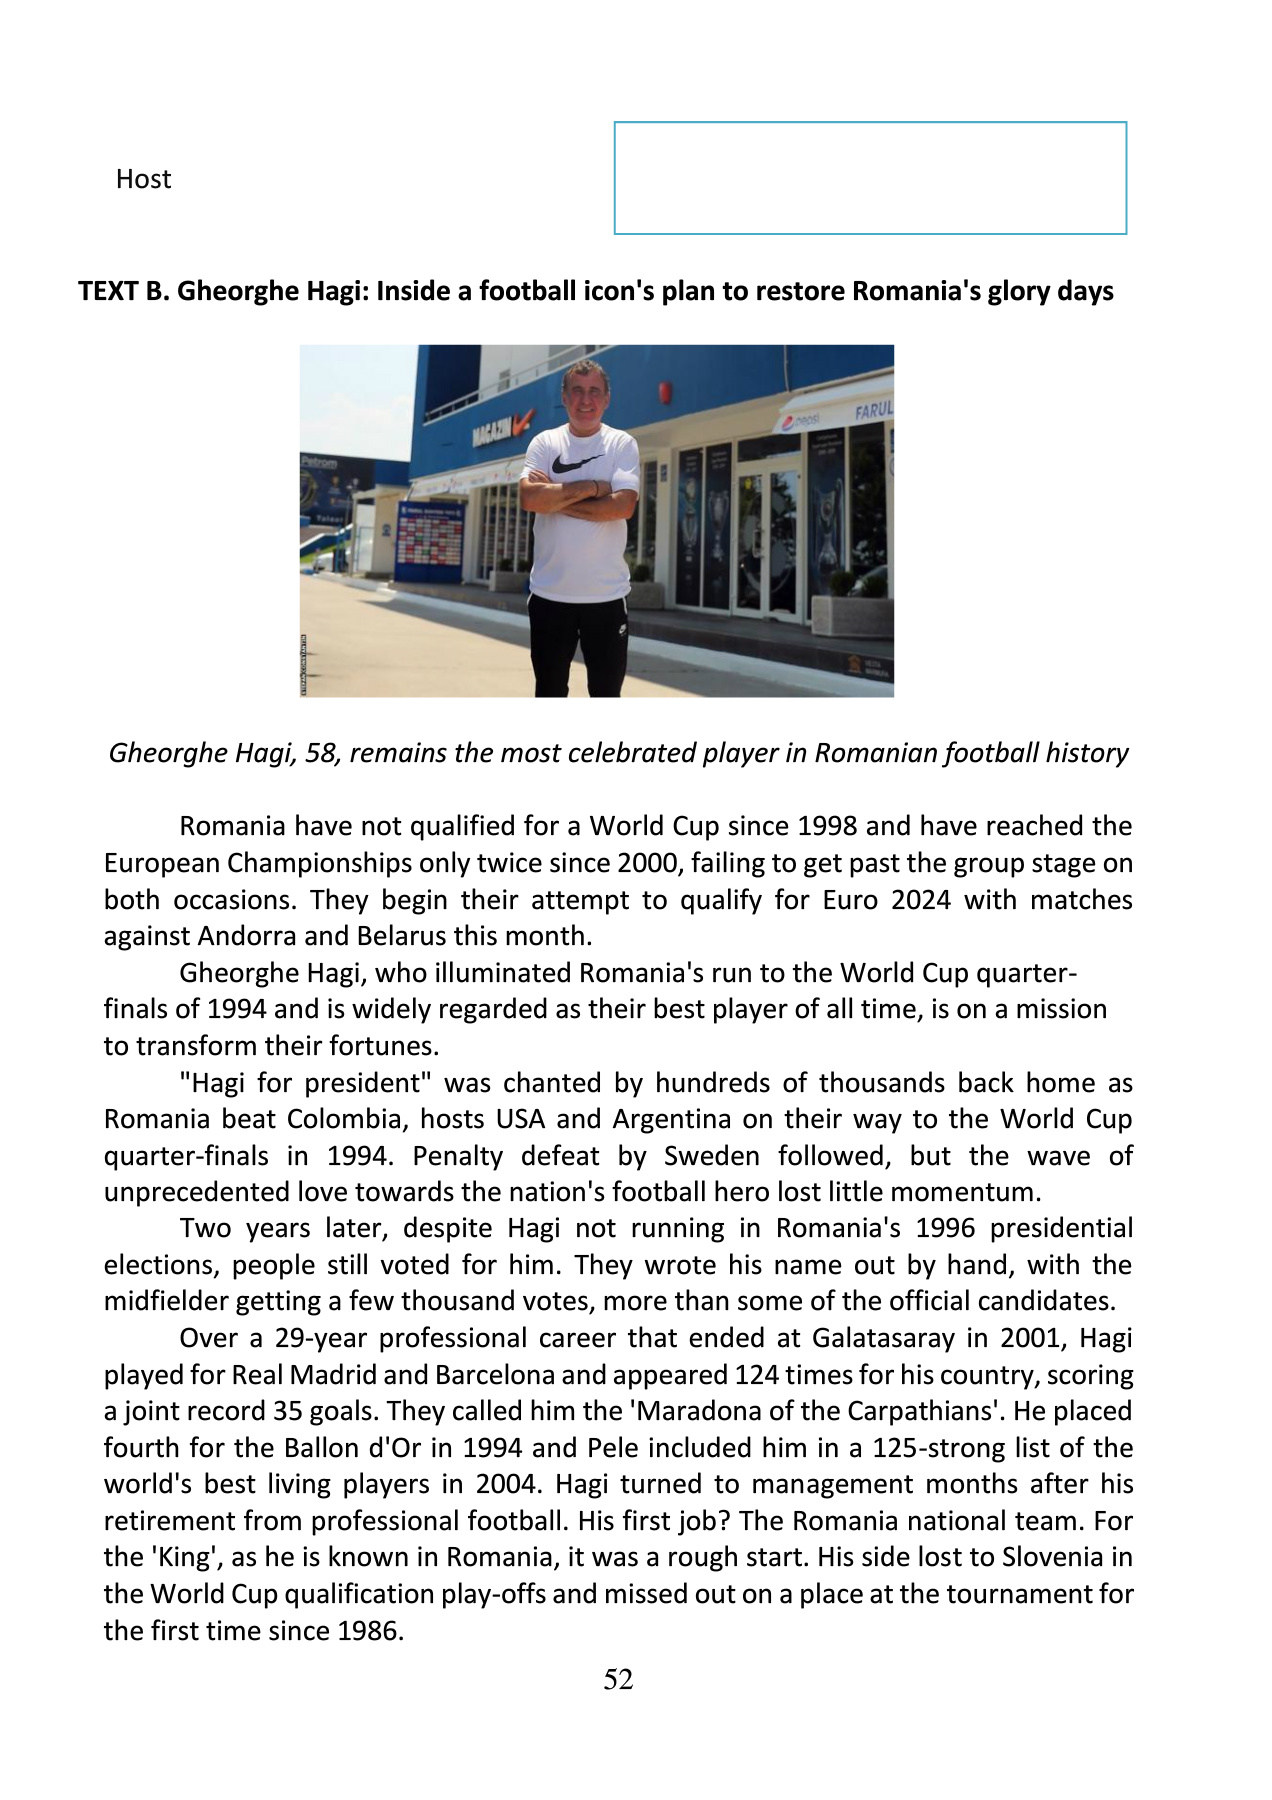 Host
TEXT B. Gheorghe Hagi: Inside a football icon's plan to restore Romania's glory days
Petrom
MAGAZIN
pepsi
FARUL
Gheorghe Hagi, 58, remains the most celebrated player in Romanian football history
Romania have not qualified for a World Cup since 1998 and have reached the
European Championships only twice since 2000, failing to get past the group stage on
both occasions. They begin their attempt to qualify for Euro 2024 with matches
against Andorra and Belarus this month.
Gheorghe Hagi, who illuminated Romania's run to the World Cup quarter-
finals of 1994 and is widely regarded as their best player of all time, is on a mission
to transform their fortunes.
"Hagi for president" was chanted by hundreds of thousands back home as
Romania beat Colombia, hosts USA and Argentina on their way to the World Cup
quarter-finals in 1994. Penalty defeat by Sweden followed, but the wave of
unprecedented love towards the nation's football hero lost little momentum.
Two years later, despite Hagi not running in Romania's 1996 presidential
elections, people still voted for him. They wrote his name out by hand, with the
midfielder getting a few thousand votes, more than some of the official candidates.
Over a 29-year professional career that ended at Galatasaray in 2001, Hagi
played for Real Madrid and Barcelona and appeared 124 times for his country, scoring
a joint record 35 goals. They called him the 'Maradona of the Carpathians'. He placed
fourth for the Ballon d'Or in 1994 and Pele included him in a 125-strong list of the
world's best living players in 2004. Hagi turned to management months after his
retirement from professional football. His first job? The Romania national team. For
the 'King', as he is known in Romania, it was a rough start. His side lost to Slovenia in
the World Cup qualification play-offs and missed out on a place at the tournament for
the first time since 1986.
52